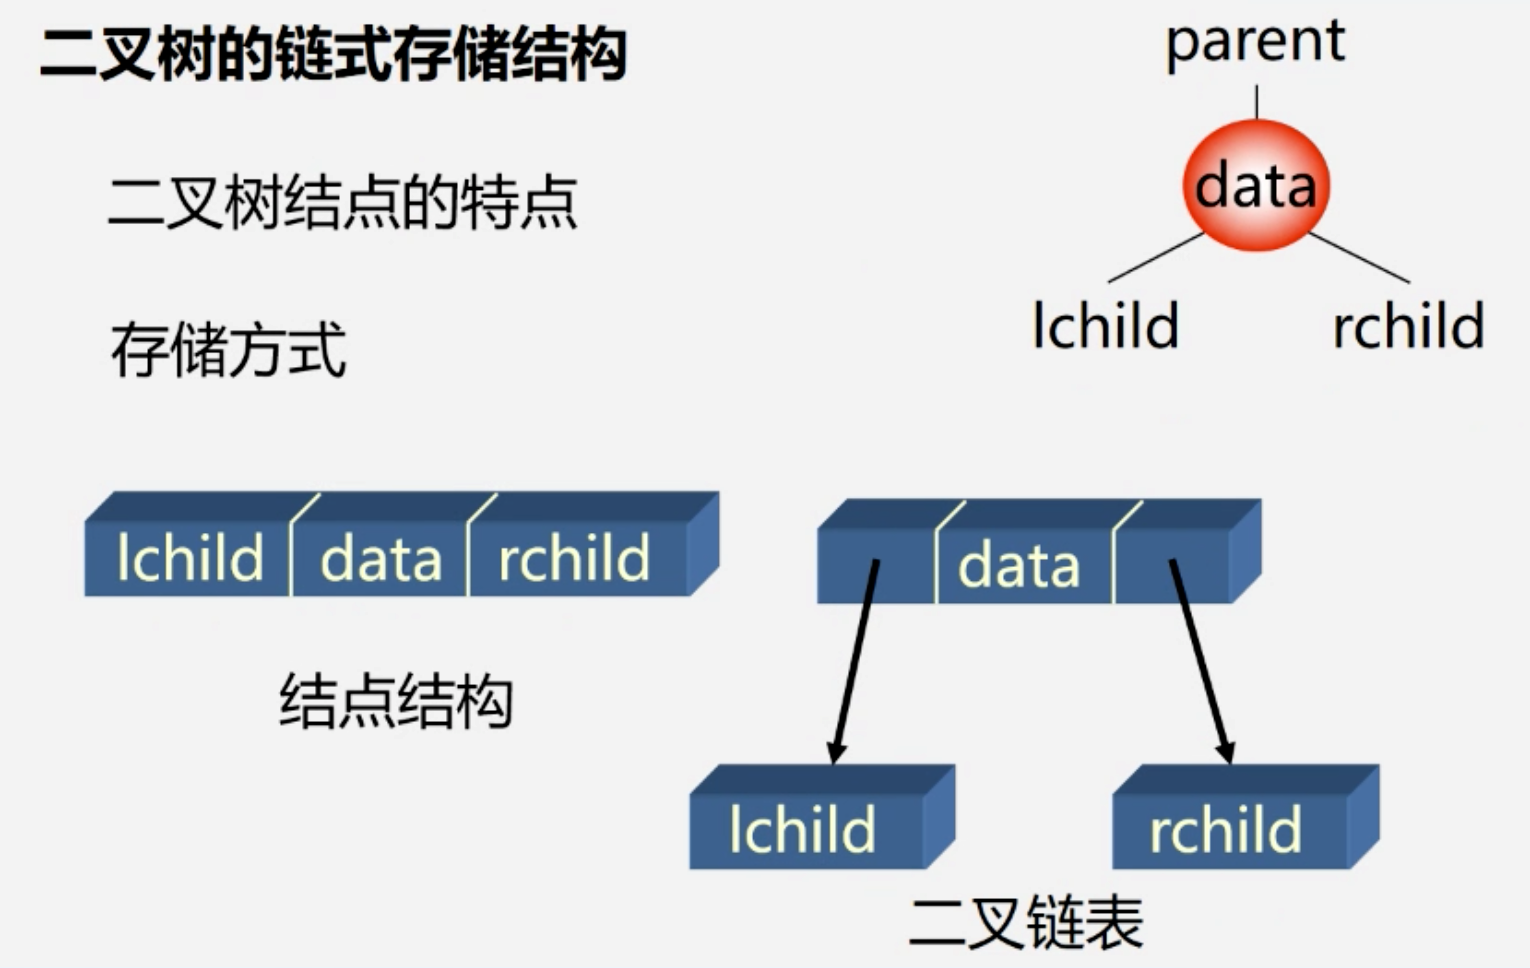 二叉树的链式存储结构
parent
data
lchild rchild
二叉树结点的特点
存储方式
lchild data rchild
结点结构
data
lchild rchild
二叉链表